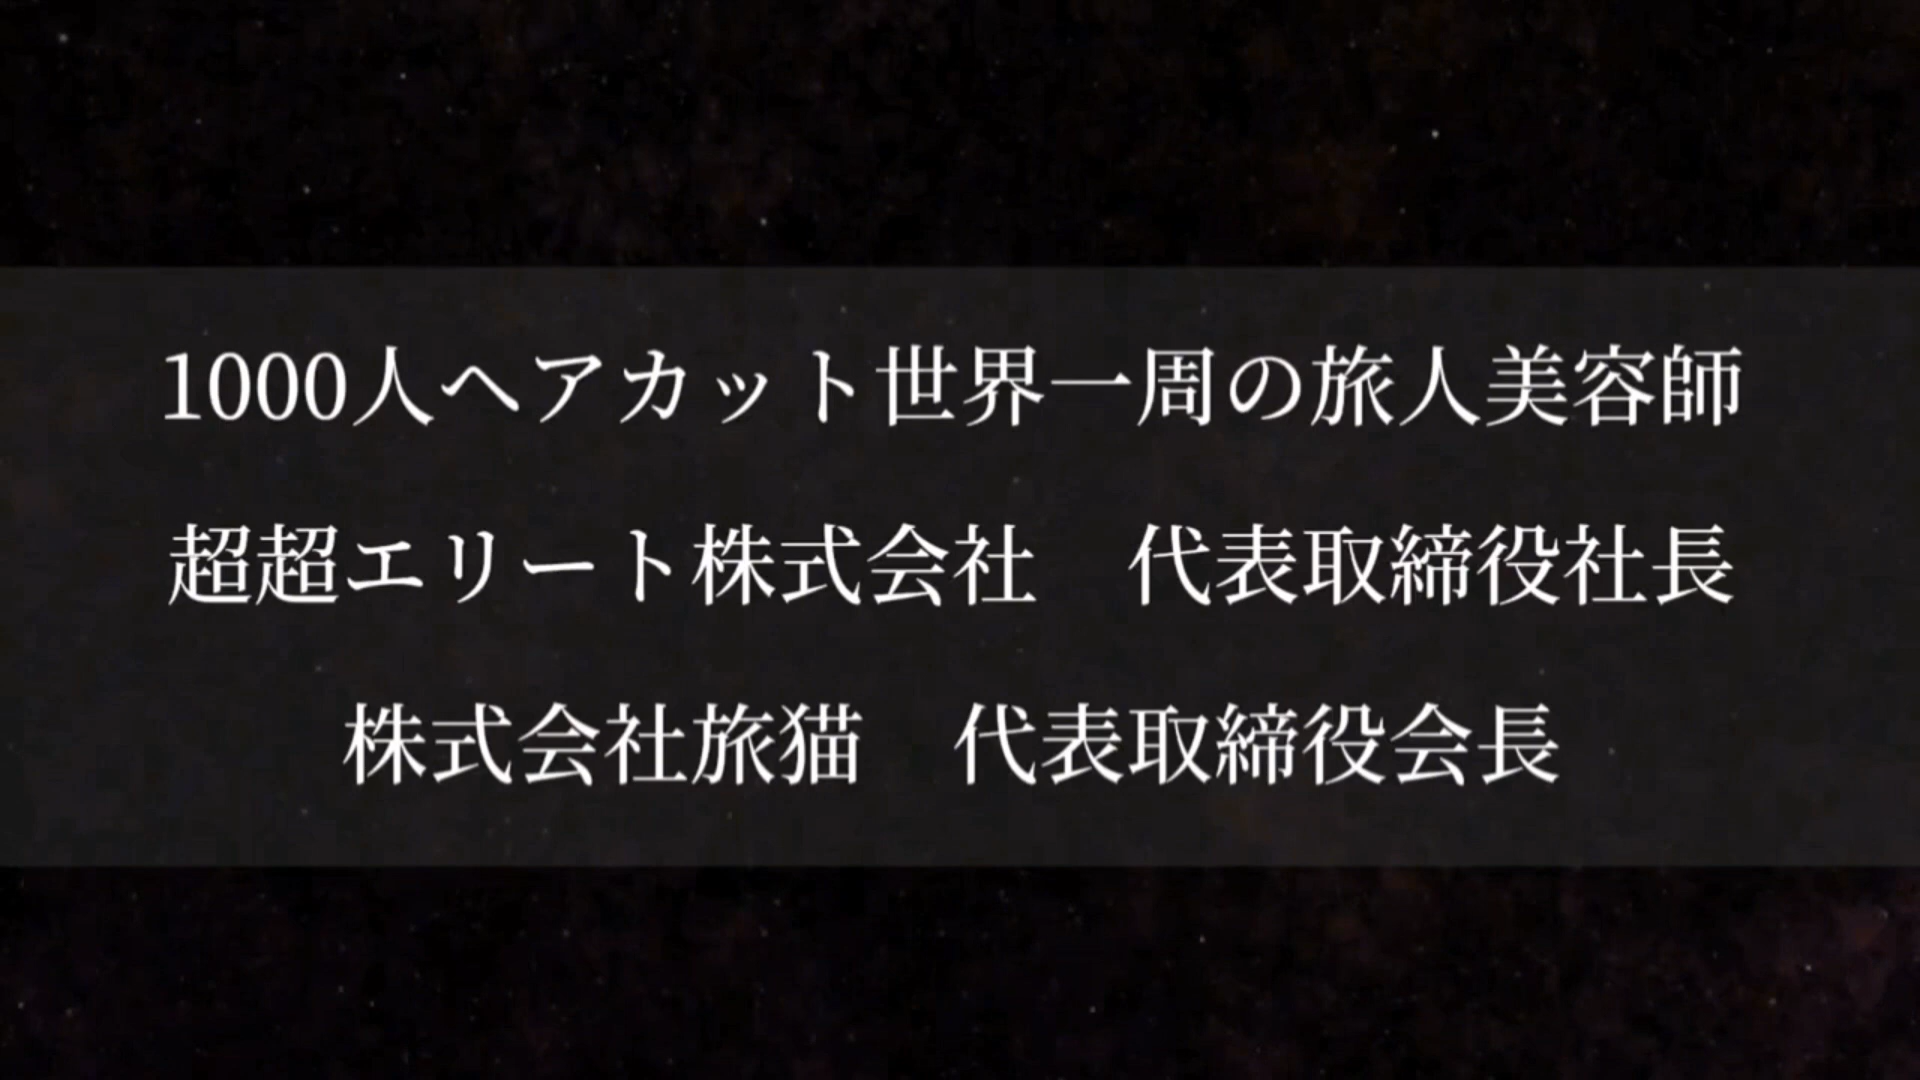 1000人ヘアカット世界一周の旅人美容師
超超エリート株式会社　代表取締役社長
株式会社旅猫　代表取締役会長